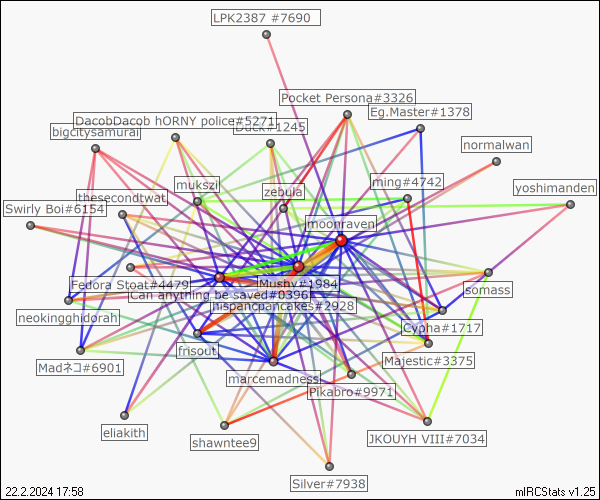 LPK2387 #7690
Pocket Persona#3326
Eg.Master#1378
DacobDacob hORNY police#5271
Duck#1245
bigcitysamurai
normalwan
mukszi
zebula
ming#4742
yoshimanden
thesecondtwat
Swirly Boi#6154
moonraven
Fedora Stoat#4479
Mushy#1984
somass
Can anything be saved#0396
hispancpancakes#2928
neokingghidorah
Cypha#1717
frisout
Majestic#3375
Madネコ#6901
marcemadness
Pikabro#9971
eliakith
shawntee9
JKOUYH VIII#7034
Silver#7938
22.2.2024 17:58
mIRCStats v1.25